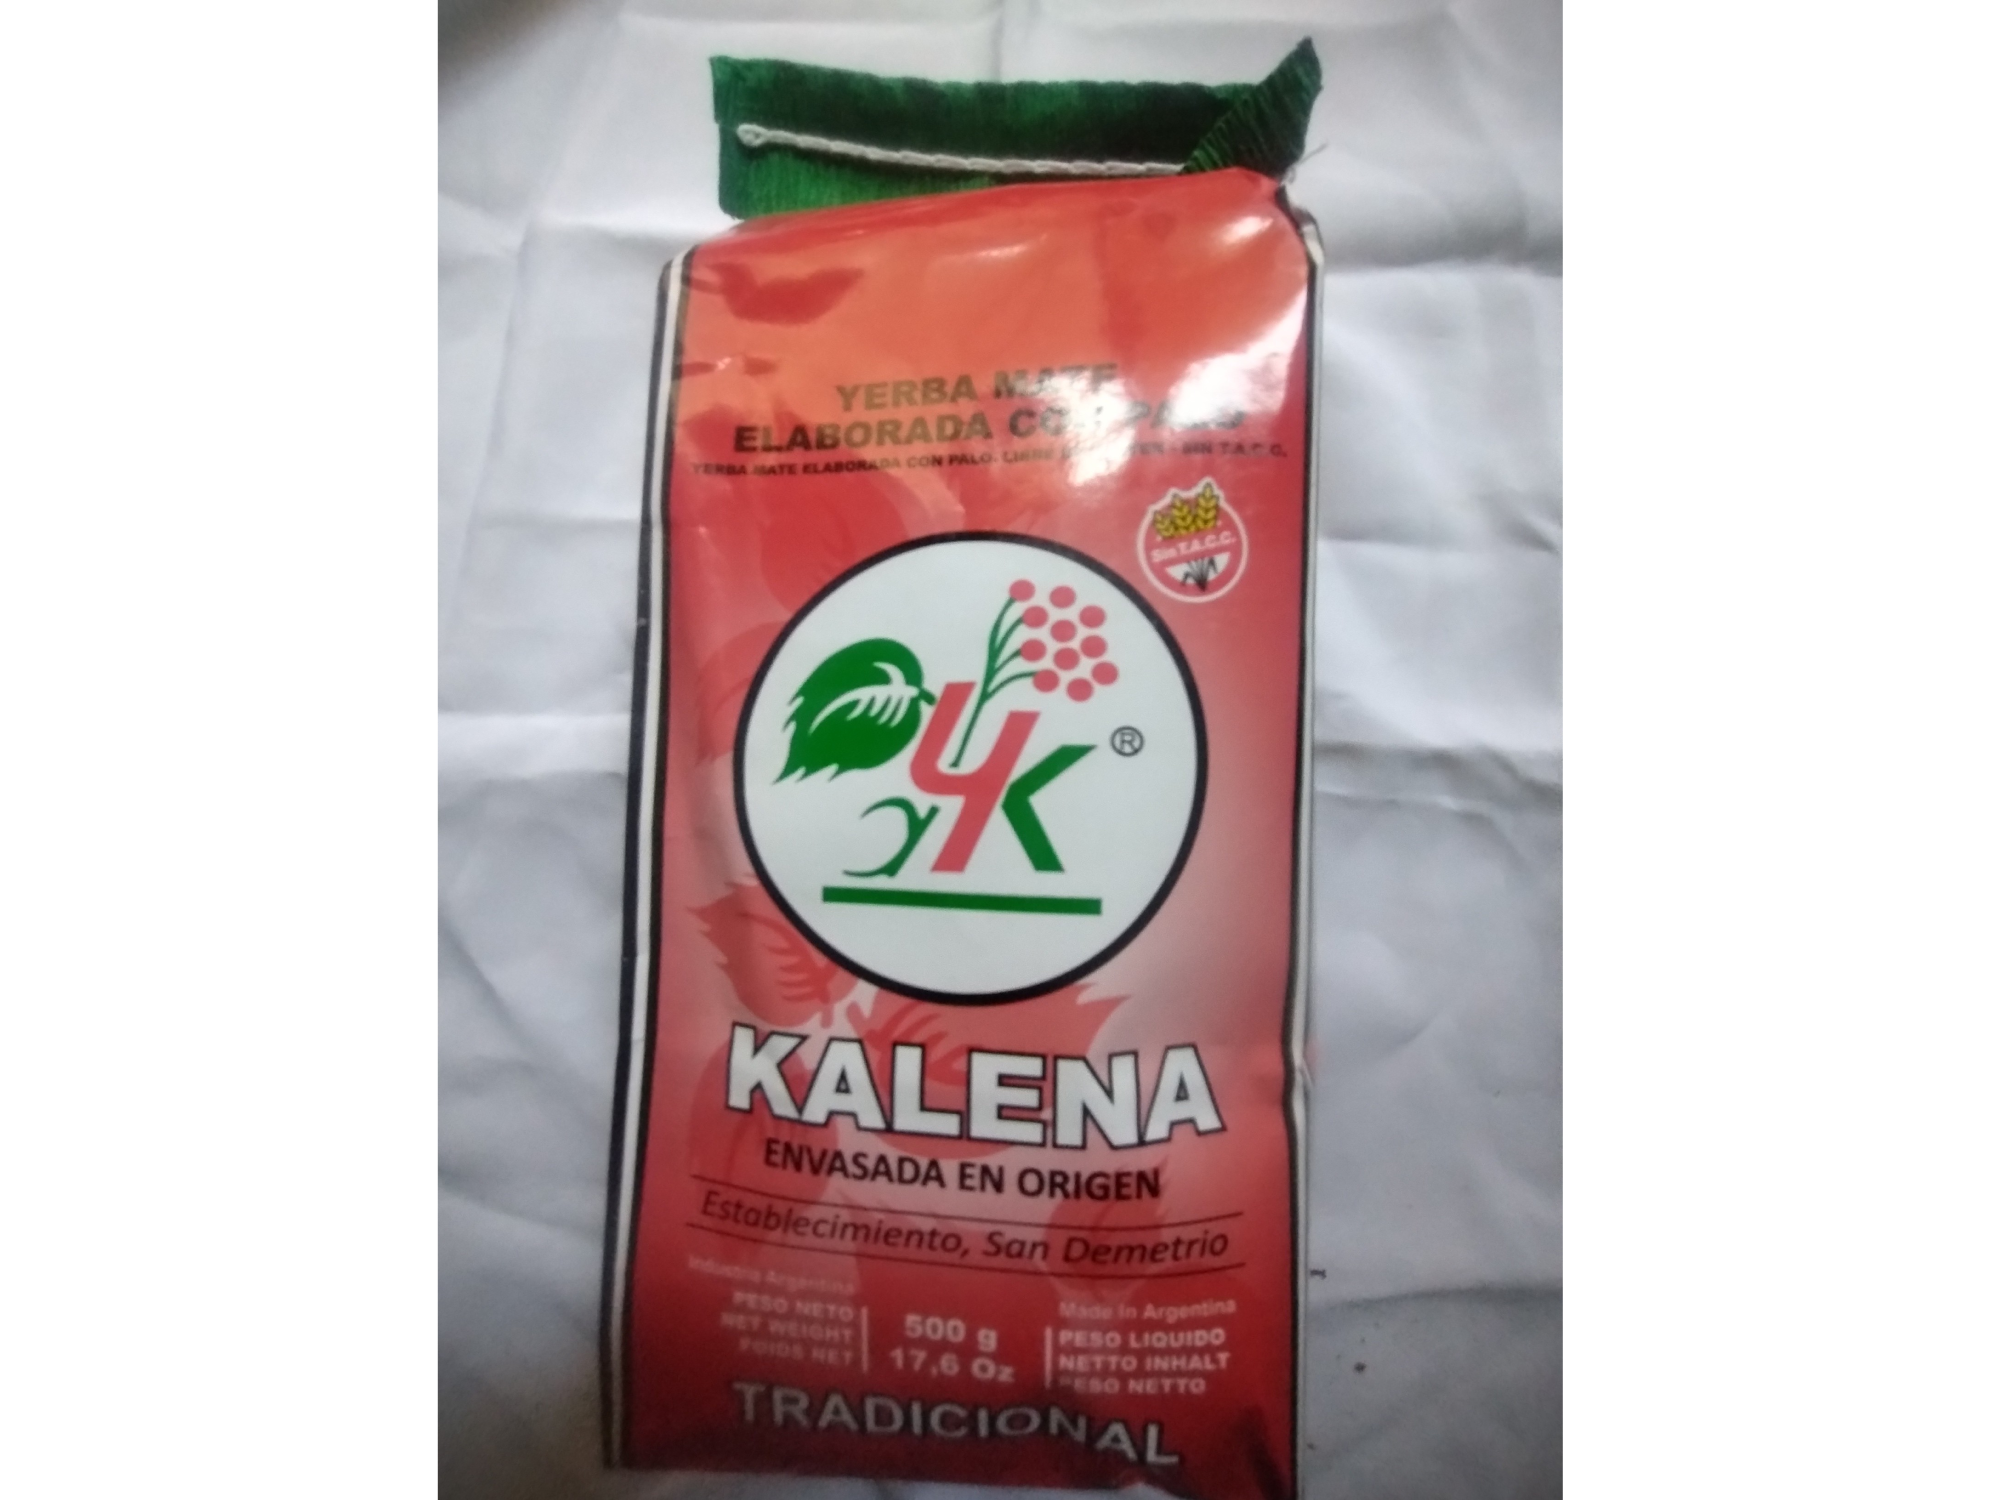 YERBA MATE
ELABORADA CON PALO
YERBA MATE ELABORADA CON PALO. LIBRE SIN T.A.C.C.
Sin T.A.C.C.
YK ®
KALENA
ENVASADA EN ORIGEN
Establecimiento, San Demetrio
Industria Argentina
PESO NETO
NET WEIGHT
POIDS NET
500 g
17,6 Oz
Made In Argentina
PESO LIQUIDO
NETTO INHALT
PESO NETTO
TRADICIONAL